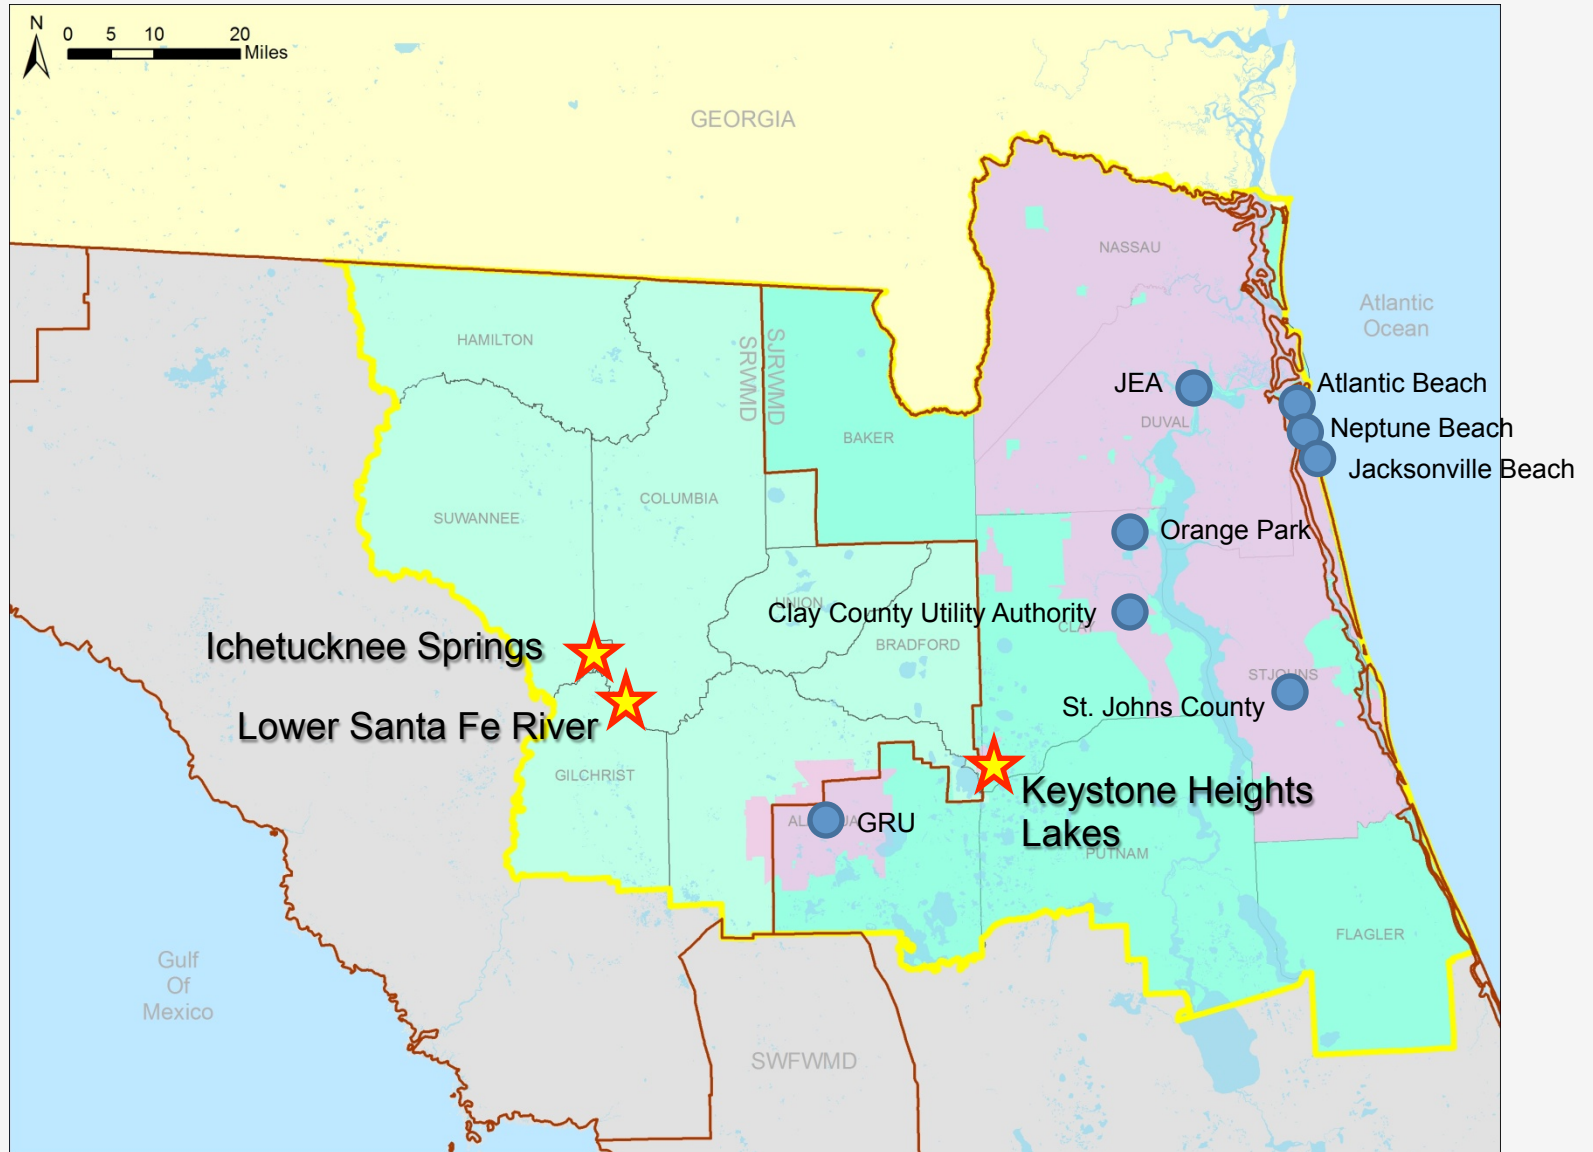 N
0 5 10 20
Miles
GEORGIA
NASSAU
Atlantic
Ocean
HAMILTON
SRWMD
SJRWMD
JEA
Atlantic Beach
DUVAL
Neptune Beach
BAKER
Jacksonville Beach
COLUMBIA
SUWANNEE
Orange Park
UNION
Clay County Utility Authority
CLAY
BRADFORD
Ichetucknee Springs
STJOHNS
St. Johns County
Lower Santa Fe River
GILCHRIST
Keystone Heights
Lakes
GRU
PUTNAM
FLAGLER
Gulf
Of
Mexico
SWFWMD